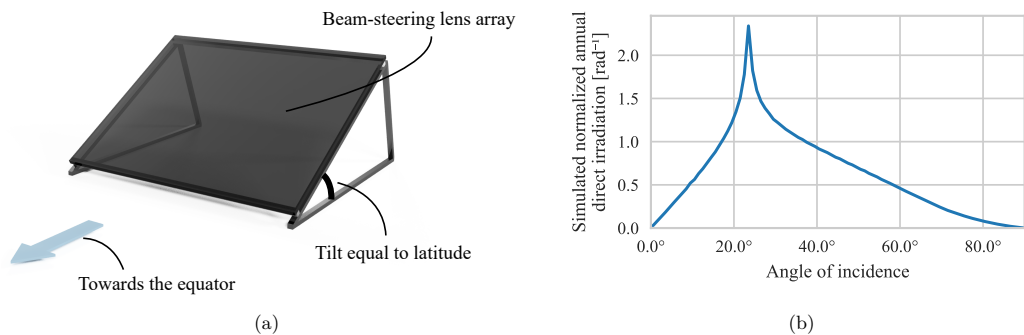 Beam-steering lens array
Tilt equal to latitude
Towards the equator
(a)
Simulated normalized annual
direct irradiation [rad⁻¹]
2.0
1.5
1.0
0.5
0.0
0.0° 20.0° 40.0° 60.0° 80.0°
Angle of incidence
(b)